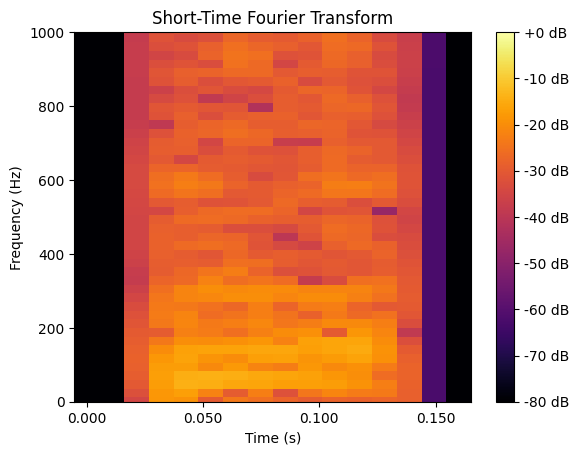 Short-Time Fourier Transform
1000
800
600
400
200
0
Frequency (Hz)
0.000
0.050
0.100
0.150
Time (s)
+0 dB
-10 dB
-20 dB
-30 dB
-40 dB
-50 dB
-60 dB
-70 dB
-80 dB